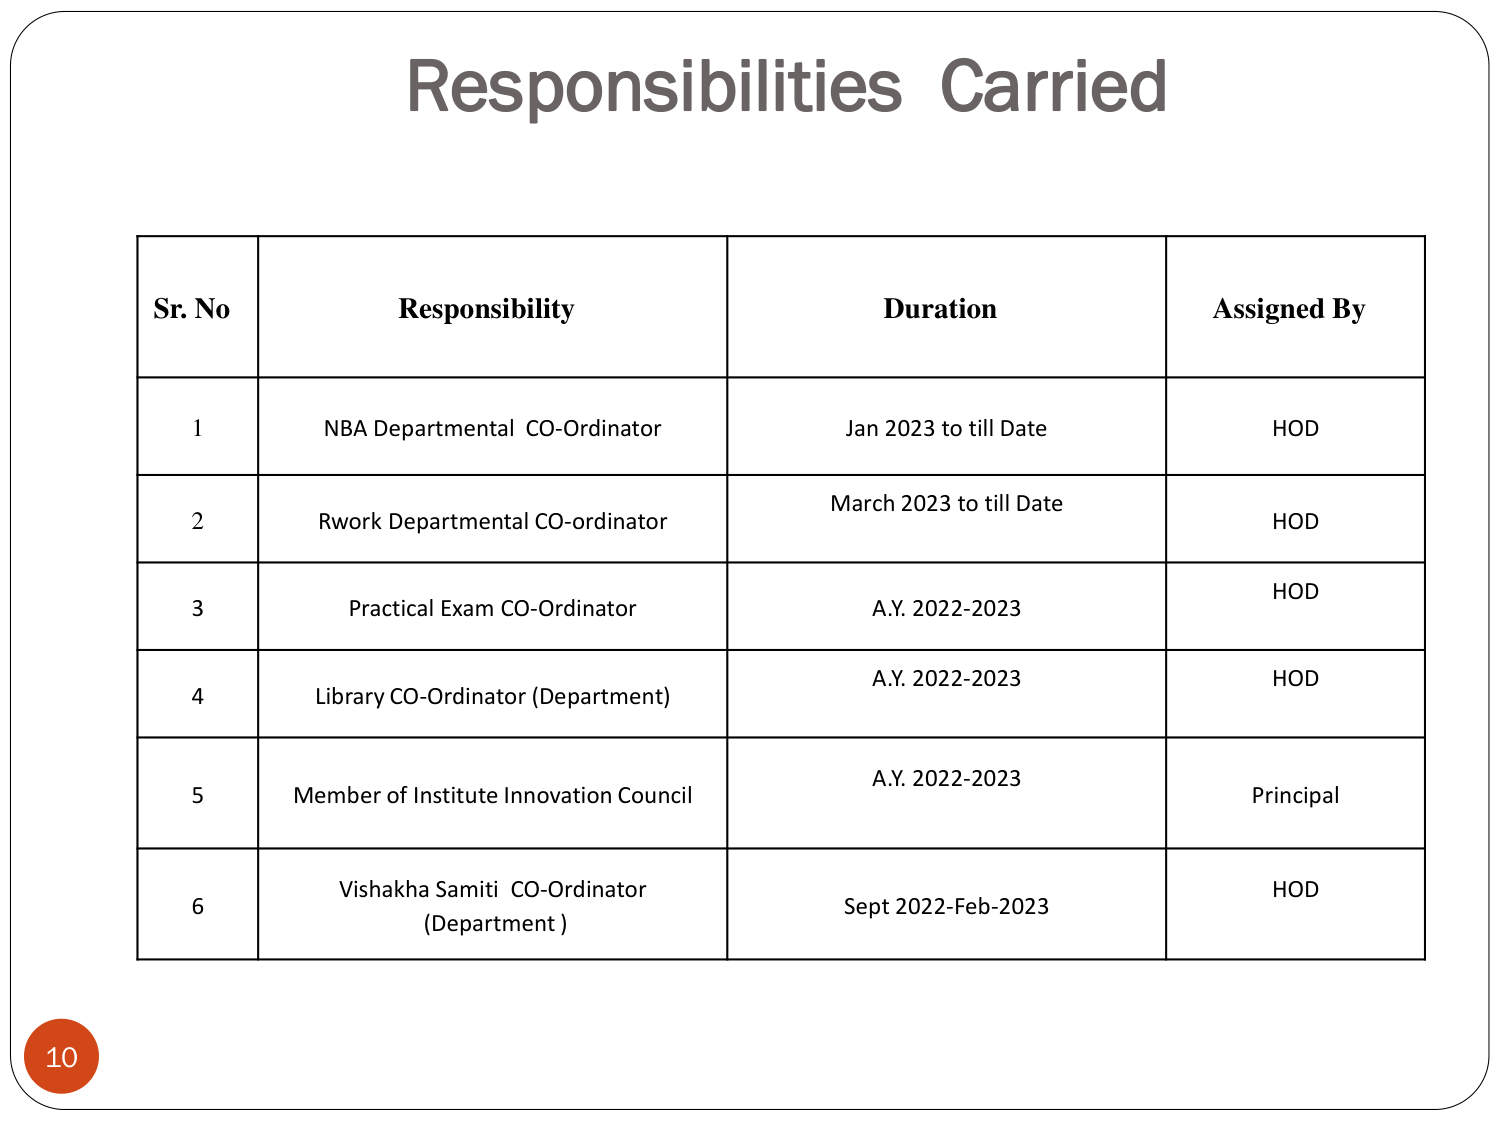 Responsibilities Carried
Sr. No Responsibility Duration Assigned By
1 NBA Departmental CO-Ordinator Jan 2023 to till Date HOD
2 Rwork Departmental CO-ordinator March 2023 to till Date HOD
3 Practical Exam CO-Ordinator A.Y. 2022-2023 HOD
4 Library CO-Ordinator (Department) A.Y. 2022-2023 HOD
5 Member of Institute Innovation Council A.Y. 2022-2023 Principal
6 Vishakha Samiti CO-Ordinator
(Department ) Sept 2022-Feb-2023 HOD
10